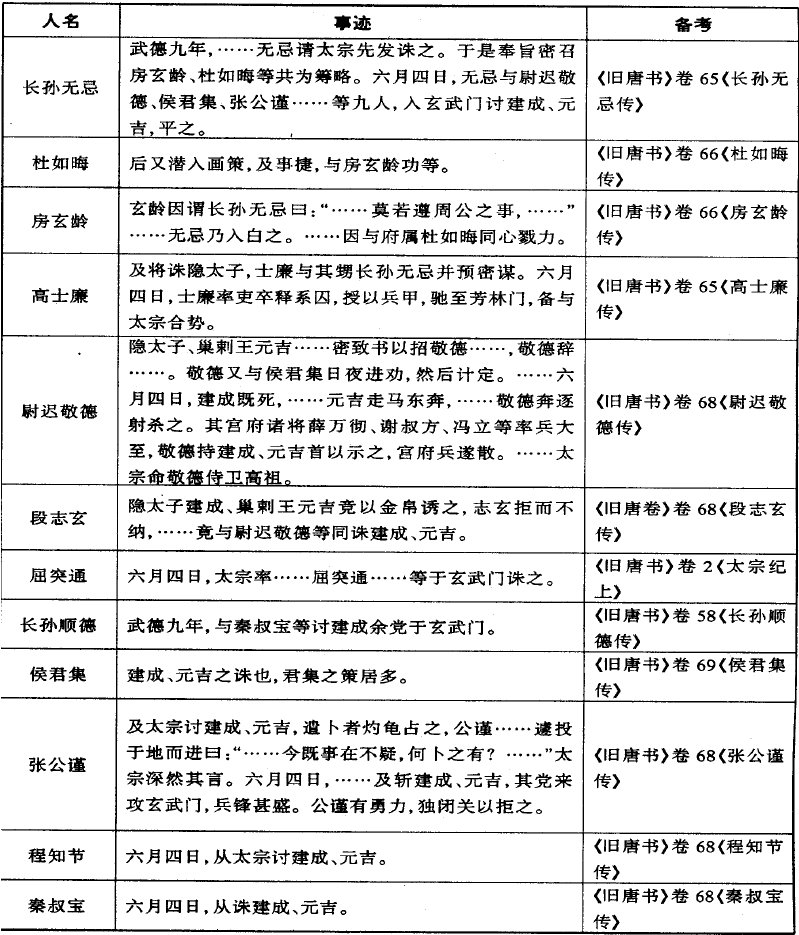 人名 事迹 备考
长孙无忌
武德九年，……无忌请太宗先发诛之。于是奉旨密召
房玄龄、杜如晦等共为筹略。六月四日，无忌与尉迟敬
德、侯君集、张公谨……等九人，入玄武门讨建成、元
吉，平之。
《旧唐书》卷 65《长孙无
忌传》
杜如晦
后又潜入画策，及事捷，与房玄龄功等。
《旧唐书》卷 66《杜如晦
传》
房玄龄
玄龄因谓长孙无忌曰：“……莫若遵周公之事，……”
……无忌乃入白之。……因与府属杜如晦同心戮力。
《旧唐书》卷 66《房玄龄
传》
高士廉
及将诛隐太子，士廉与其甥长孙无忌并预密谋。六月
四日，士廉率吏卒释系囚，授以兵甲，驰至芳林门，备与
太宗合势。
《旧唐书》卷 65《高士廉
传》
尉迟敬德
隐太子、巢剌王元吉……密致书以招敬德……，敬德辞
……。敬德又与侯君集日夜进劝，然后计定。……六
月四日，建成既死，……元吉走马东奔，……敬德奔逐
射杀之。其宫府诸将薛万彻、谢叔方、冯立等率兵大
至，敬德持建成、元吉首以示之，宫府兵遂散。……太
宗命敬德侍卫高祖。
《旧唐书》卷 68《尉迟敬
德传》
段志玄
隐太子建成、巢剌王元吉竞以金帛诱之，志玄拒而不
纳，……竟与尉迟敬德等同诛建成、元吉。
《旧唐卷》卷 68《段志玄
传》
屈突通
六月四日，太宗率……屈突通……等于玄武门诛之。
《旧唐书》卷 2《太宗纪
上》
长孙顺德
武德九年，与秦叔宝等讨建成余党于玄武门。
《旧唐书》卷 58《长孙顺
德传》
侯君集
建成、元吉之诛也，君集之策居多。
《旧唐书》卷 69《侯君集
传》
张公谨
及太宗讨建成、元吉，遣卜者灼龟占之，公谨……遽投
于地而进曰：“……今既事在不疑，何卜之有？……”太
宗深然其言。六月四日，……及斩建成、元吉，其党来
攻玄武门，兵锋甚盛。公谨有勇力，独闭关以拒之。
《旧唐书》卷 68《张公谨
传》
程知节
六月四日，从太宗讨建成、元吉。
《旧唐书》卷 68《程知节
传》
秦叔宝
六月四日，从诛建成、元吉。
《旧唐书》卷 68《秦叔宝
传》